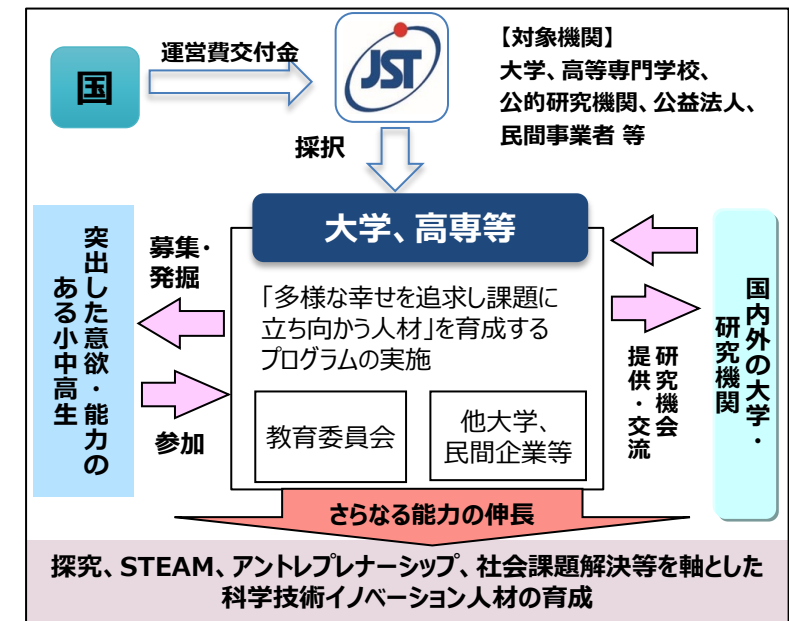 国
運営費交付金
JST
【対象機関】
大学、高等専門学校、
公的研究機関、公益法人、
民間事業者 等
採択
大学、高専等
突出した意欲・能力の
ある小中高生
募集・
発掘
参加
「多様な幸せを追求し課題に
立ち向かう人材」を育成する
プログラムの実施
教育委員会
他大学、
民間企業等
研究機会
提供・交流
国内外の大学・
研究機関
さらなる能力の伸長
探究、STEAM、アントレプレナーシップ、社会課題解決等を軸とした
科学技術イノベーション人材の育成